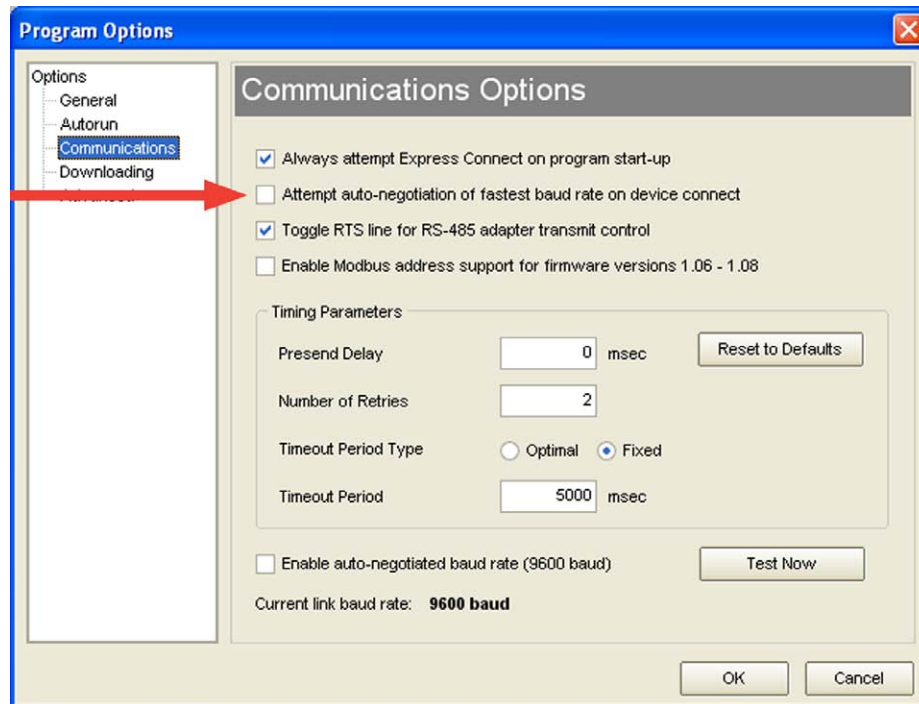 Program Options
Options
General
Autorun
Communications
Downloading
Communications Options
Always attempt Express Connect on program start-up
Attempt auto-negotiation of fastest baud rate on device connect
Toggle RTS line for RS-485 adapter transmit control
Enable Modbus address support for firmware versions 1.06 - 1.08
Timing Parameters
Presend Delay 0 msec Reset to Defaults
Number of Retries 2
Timeout Period Type Optimal Fixed
Timeout Period 5000 msec
Enable auto-negotiated baud rate (9600 baud) Test Now
Current link baud rate: 9600 baud
OK Cancel